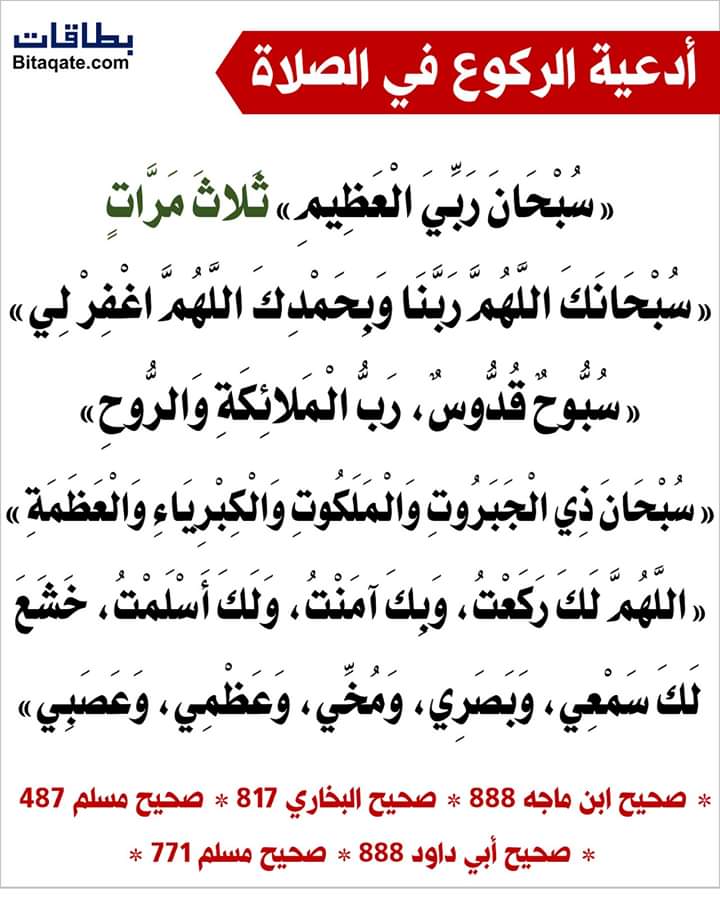 بطاقات
Bitaqate.com
أدعية الركوع في الصلاة
«سُبْحَانَ رَبِّيَ الْعَظِيمِ» ثَلاثَ مَرَّاتٍ
«سُبْحَانَكَ اللَّهُمَّ رَبَّنَا وَبِحَمْدِكَ اللَّهُمَّ اغْفِرْ لِي»
«سُبُّوحٌ قُدُّوسٌ، رَبُّ الْمَلائِكَةِ وَالرُّوحِ»
«سُبْحَانَ ذِي الْجَبَرُوتِ وَالْمَلَكُوتِ وَالْكِبْرِيَاءِ وَالْعَظَمَةِ»
«اللَّهُمَّ لَكَ رَكَعْتُ، وَبِكَ آمَنْتُ، وَلَكَ أَسْلَمْتُ، خَشَعَ
لَكَ سَمْعِي، وَبَصَرِي، وَمُخِّي، وَعَظْمِي، وَعَصَبِي»
* صحيح ابن ماجه 888 * صحيح البخاري 817 * صحيح مسلم 487
* صحيح أبي داود 888 * صحيح مسلم 771 *